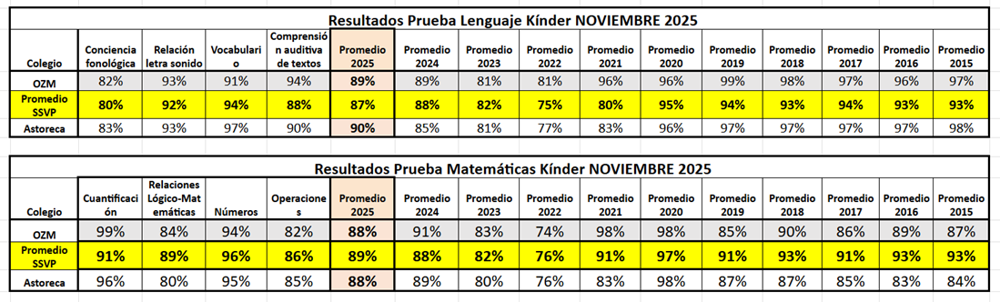 Resultados Prueba Lenguaje Kínder NOVIEMBRE 2025
Colegio Conciencia fonológica Relación letra sonido Vocabulario Comprensión auditiva de textos Promedio 2025 Promedio 2024 Promedio 2023 Promedio 2022 Promedio 2021 Promedio 2020 Promedio 2019 Promedio 2018 Promedio 2017 Promedio 2016 Promedio 2015
OZM 82% 93% 91% 94% 89% 89% 81% 81% 96% 96% 99% 98% 97% 96% 97%
Promedio SSVP 80% 92% 94% 88% 87% 88% 82% 75% 80% 95% 94% 93% 94% 93% 93%
Astoreca 83% 93% 97% 90% 90% 85% 81% 77% 83% 96% 97% 97% 97% 97% 98%
Resultados Prueba Matemáticas Kínder NOVIEMBRE 2025
Colegio Cuantificación Relaciones Lógico-Matemáticas Números Operaciones Promedio 2025 Promedio 2024 Promedio 2023 Promedio 2022 Promedio 2021 Promedio 2020 Promedio 2019 Promedio 2018 Promedio 2017 Promedio 2016 Promedio 2015
OZM 99% 84% 94% 82% 88% 91% 83% 74% 98% 98% 85% 90% 86% 89% 87%
Promedio SSVP 91% 89% 96% 86% 89% 88% 82% 76% 91% 97% 91% 93% 91% 93% 93%
Astoreca 96% 80% 95% 85% 88% 89% 80% 76% 83% 98% 87% 87% 85% 83% 84%